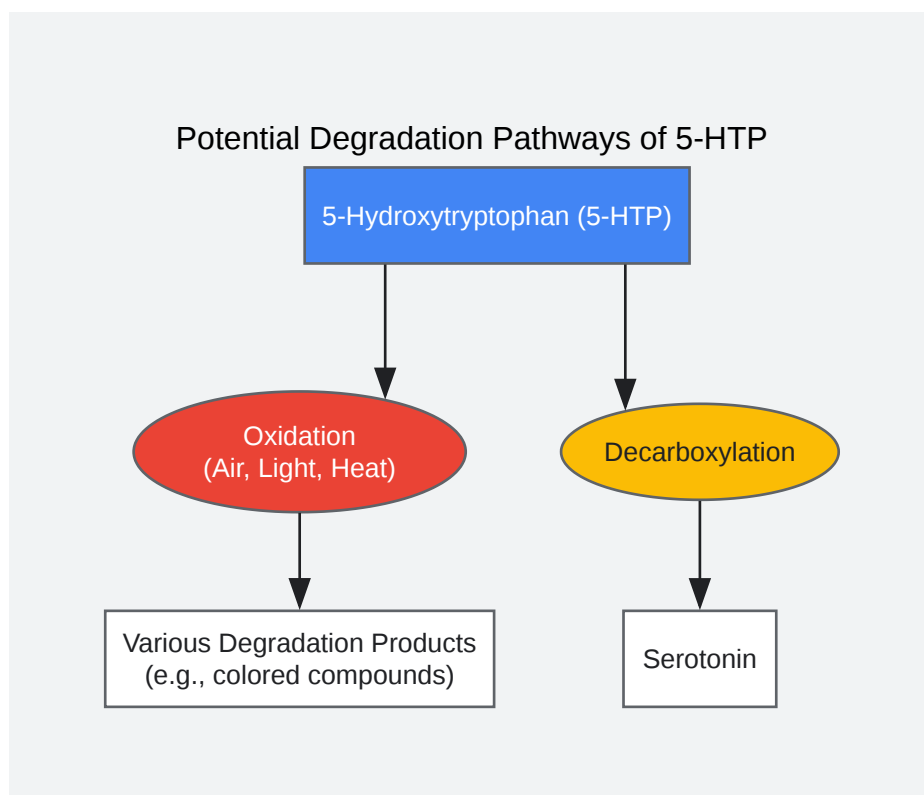 Potential Degradation Pathways of 5-HTP
5-Hydroxytryptophan (5-HTP)
Oxidation
(Air, Light, Heat)
Decarboxylation
Various Degradation Products
(e.g., colored compounds)
Serotonin